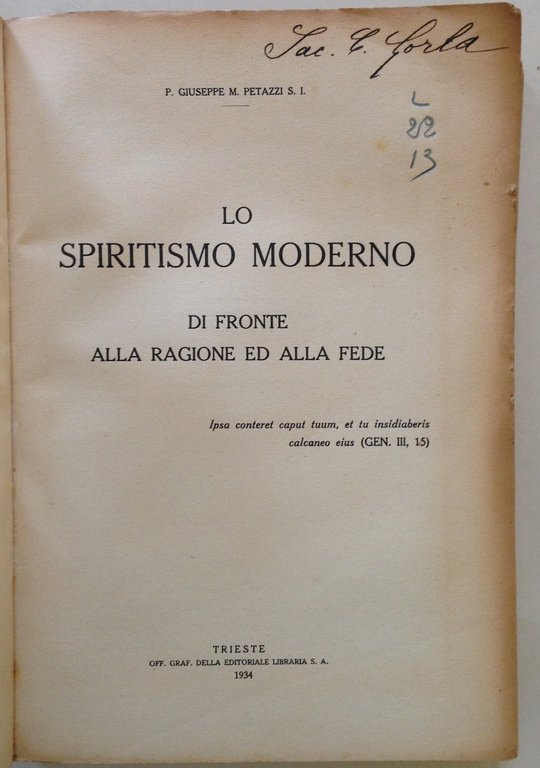 Sac. C. Gorla
P. GIUSEPPE M. PETAZZI S. I.
L
22
13
LO
SPIRITISMO MODERNO
DI FRONTE
ALLA RAGIONE ED ALLA FEDE
Ipsa conteret caput tuum, et tu insidiaberis
calcaneo eius (GEN. III, 15)
TRIESTE
OFF. GRAF. DELLA EDITORIALE LIBRARIA S. A.
1934